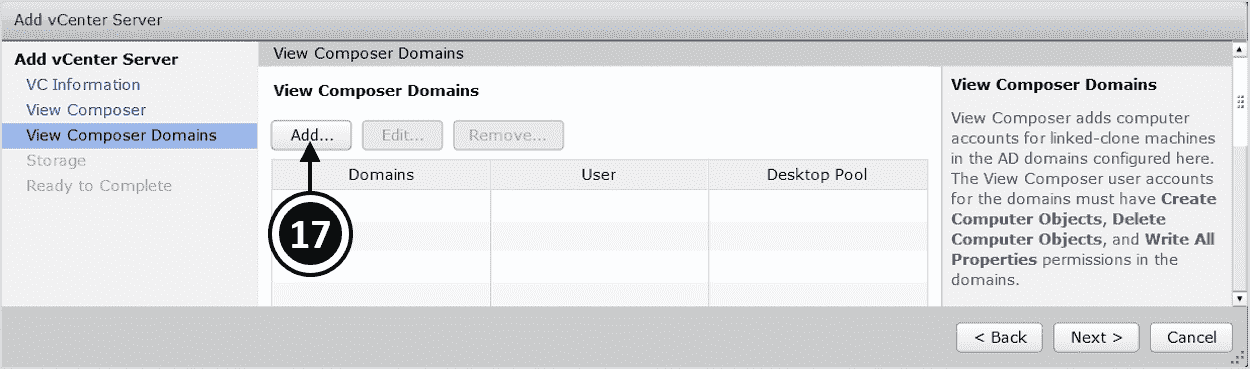 Add vCenter Server
Add vCenter Server
VC Information
View Composer
View Composer Domains
Storage
Ready to Complete
View Composer Domains
View Composer Domains
Add... Edit... Remove...
Domains User Desktop Pool
17
View Composer Domains
View Composer adds computer
accounts for linked-clone machines
in the AD domains configured here.
The View Composer user accounts
for the domains must have Create
Computer Objects, Delete
Computer Objects, and Write All
Properties permissions in the
domains.
< Back Next > Cancel